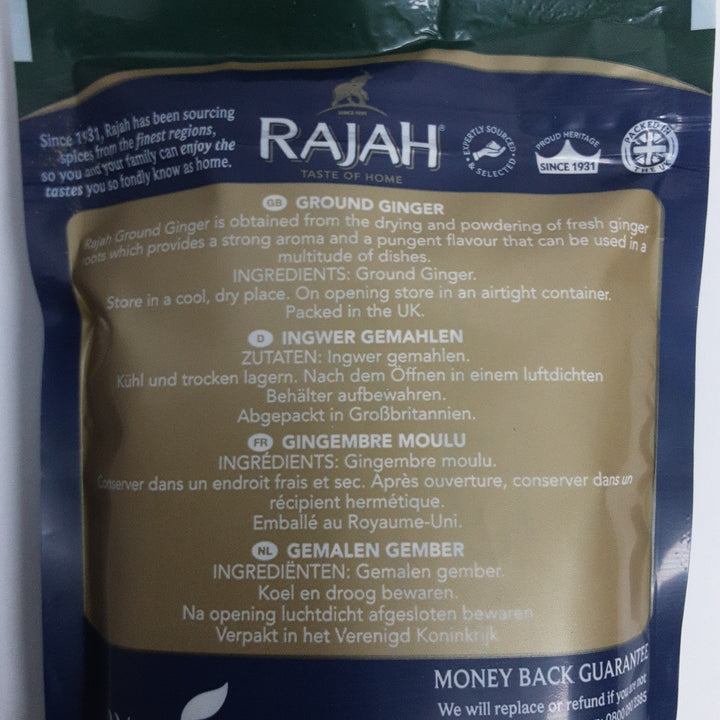 Since 1931, Rajah has been sourcing
spices from the finest regions,
so you and your family can enjoy the
tastes you so fondly know as home.
SINCE 1931
RAJAH®
TASTE OF HOME
EXPERTLY SOURCED
& SELECTED
PROUD HERITAGE
SINCE 1931
PACKED IN
THE UK
GB GROUND GINGER
Rajah Ground Ginger is obtained from the drying and powdering of fresh ginger
roots which provides a strong aroma and a pungent flavour that can be used in a
multitude of dishes.
INGREDIENTS: Ground Ginger.
Store in a cool, dry place. On opening store in an airtight container.
Packed in the UK.
D INGWER GEMAHLEN
ZUTATEN: Ingwer gemahlen.
Kühl und trocken lagern. Nach dem Öffnen in einem luftdichten
Behälter aufbewahren.
Abgepackt in Großbritannien.
FR GINGEMBRE MOULU
INGRÉDIENTS: Gingembre moulu.
Conserver dans un endroit frais et sec. Après ouverture, conserver dans un
récipient hermétique.
Emballé au Royaume-Uni.
NL GEMALEN GEMBER
INGREDIËNTEN: Gemalen gember.
Koel en droog bewaren.
Na opening luchtdicht afgesloten bewaren
Verpakt in het Verenigd Koninkrijk
MONEY BACK GUARANTEE
We will replace or refund if you are not